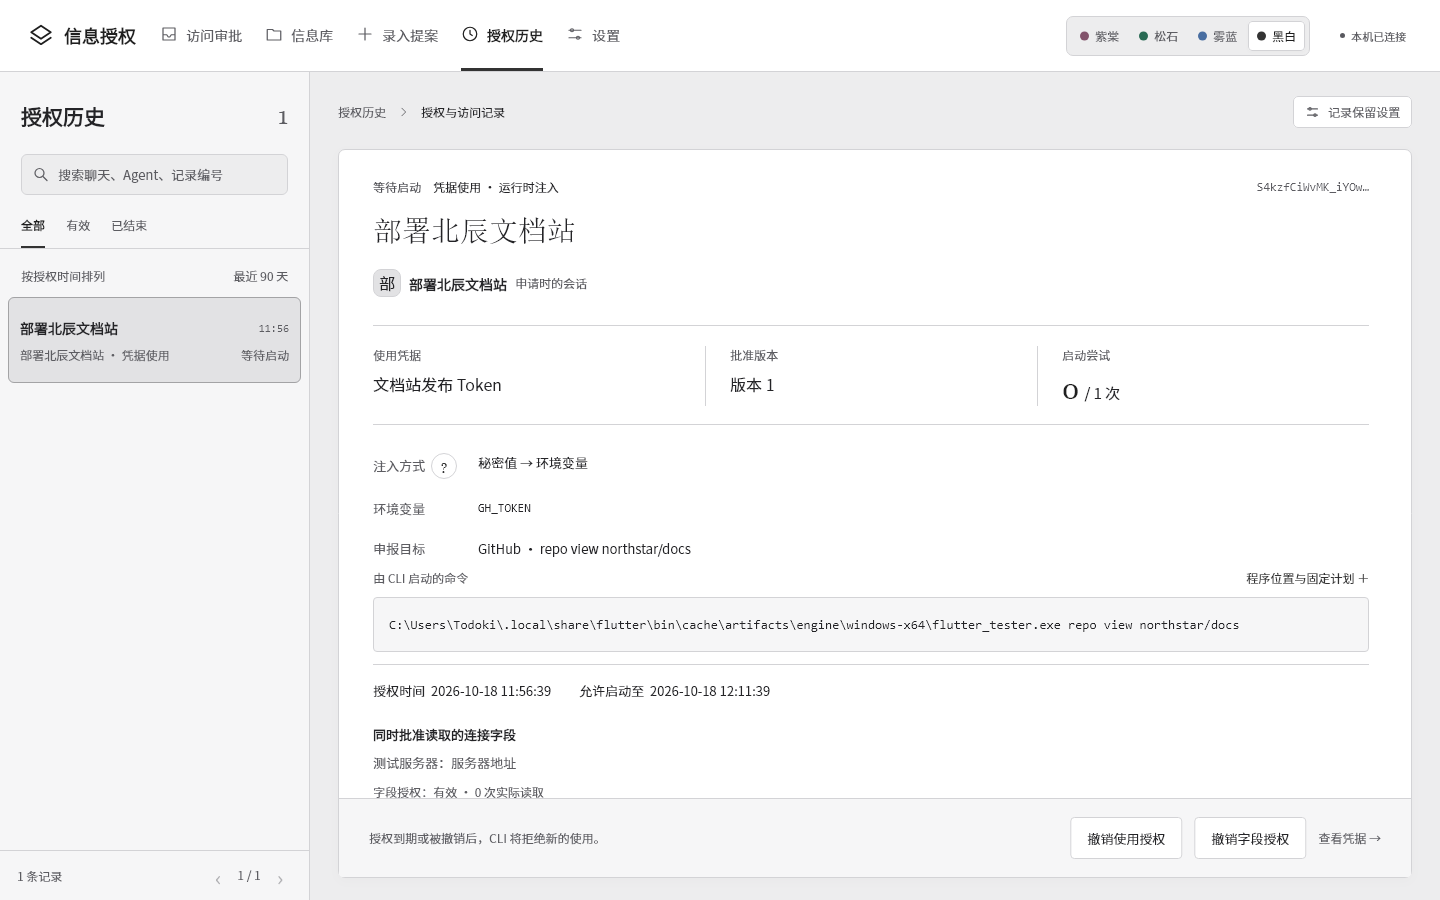 信息授权 访问审批 信息库 录入提案 授权历史 设置 紫棠 松石 雾蓝 黑白 本机已连接
授权历史 1
搜索聊天、Agent、记录编号
全部 有效 已结束
按授权时间排列 最近 90 天
部署北辰文档站 11:56
部署北辰文档站 · 凭据使用 等待启动
1 条记录 ‹ 1 / 1 ›
授权历史 > 授权与访问记录 记录保留设置
等待启动 凭据使用 · 运行时注入 S4kzfCiWvMK_iYOw…
部署北辰文档站
部 部署北辰文档站 申请时的会话
使用凭据 批准版本 启动尝试
文档站发布 Token 版本 1 0 / 1 次
注入方式 ? 秘密值 → 环境变量
环境变量 GH_TOKEN
申报目标 GitHub · repo view northstar/docs
由 CLI 启动的命令 程序位置与固定计划 +
C:\Users\Todoki\.local\share\flutter\bin\cache\artifacts\engine\windows-x64\flutter_tester.exe repo view northstar/docs
授权时间 2026-10-18 11:56:39 允许启动至 2026-10-18 12:11:39
同时批准读取的连接字段
测试服务器：服务器地址
字段授权：有效 · 0 次实际读取
授权到期或被撤销后，CLI 将拒绝新的使用。 撤销使用授权 撤销字段授权 查看凭据 →